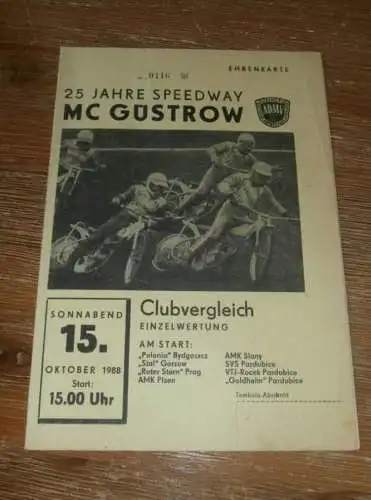 0116
EHRENKARTE
25 JAHRE SPEEDWAY
MC GÜSTROW
ADMV
SONNABEND
15.
OKTOBER 1988
Start:
15.00 Uhr
Clubvergleich
EINZELWERTUNG
AM START:
„Polonia" Bydgoszcz
„Stal" Gorzow
„Roter Stern" Prag
AMK Plzen
AMK Slany
SVS Pardubice
VTJ-Rocek Pardubice
„Goldhelm" Pardubice
Tombola-Abschnitt